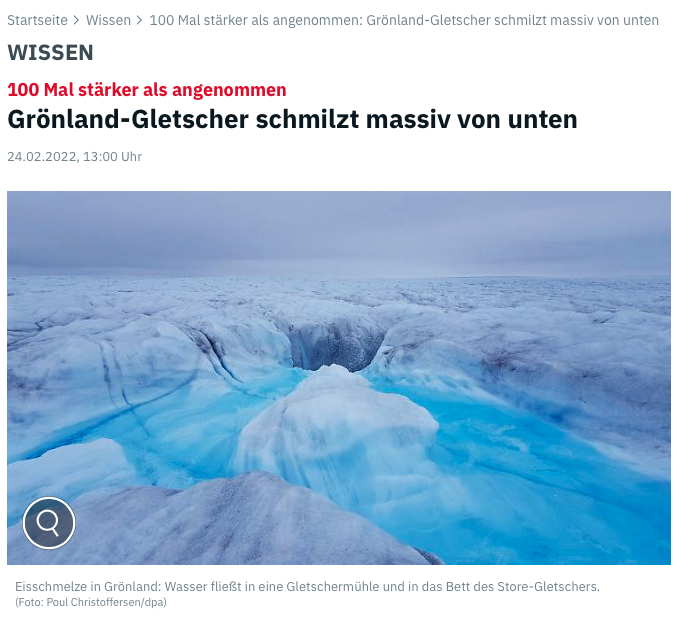 Startseite > Wissen > 100 Mal stärker als angenommen: Grönland-Gletscher schmilzt massiv von unten
WISSEN
100 Mal stärker als angenommen
Grönland-Gletscher schmilzt massiv von unten
24.02.2022, 13:00 Uhr
Eisschmelze in Grönland: Wasser fließt in eine Gletschermühle und in das Bett des Store-Gletschers.
(Foto: Poul Christoffersen/dpa)